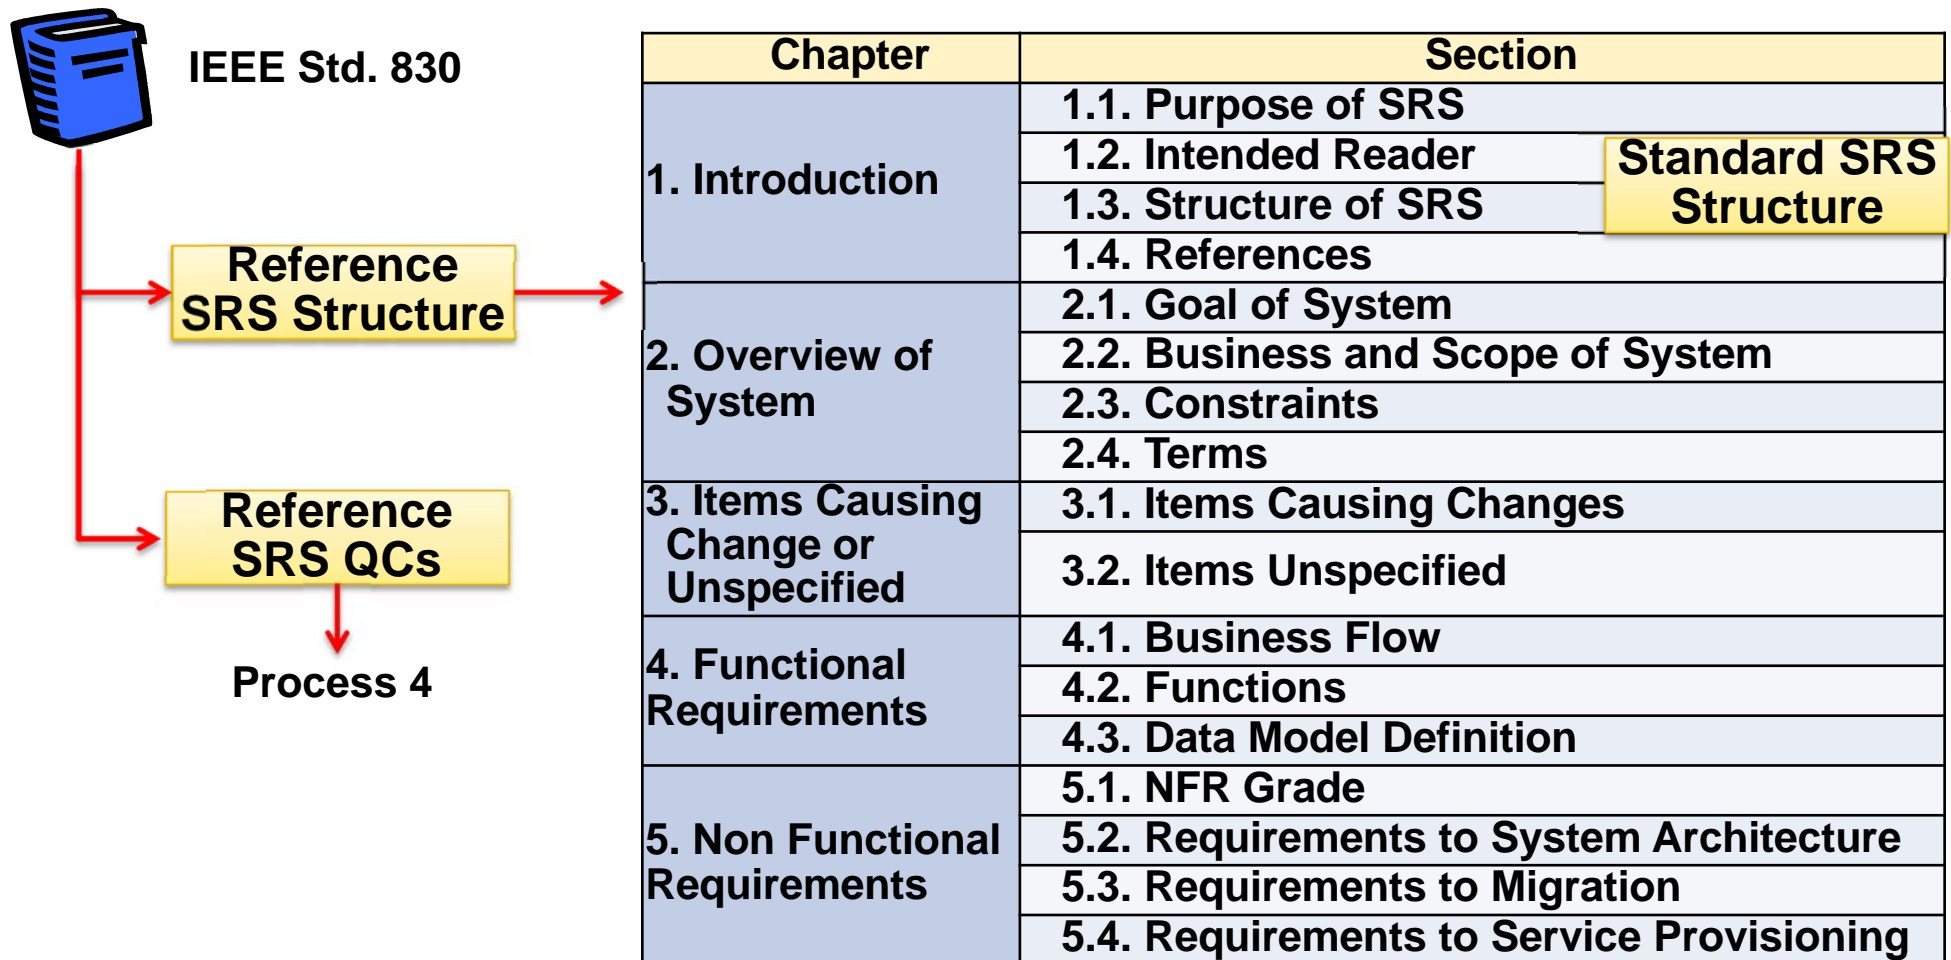 IEEE Std. 830
Reference
SRS Structure
Reference
SRS QCs
Process 4
Chapter
Section
1. Introduction
1.1. Purpose of SRS
1.2. Intended Reader
1.3. Structure of SRS
1.4. References
Standard SRS
Structure
2. Overview of
System
2.1. Goal of System
2.2. Business and Scope of System
2.3. Constraints
2.4. Terms
3. Items Causing
Change or
Unspecified
3.1. Items Causing Changes
3.2. Items Unspecified
4. Functional
Requirements
4.1. Business Flow
4.2. Functions
4.3. Data Model Definition
5. Non Functional
Requirements
5.1. NFR Grade
5.2. Requirements to System Architecture
5.3. Requirements to Migration
5.4. Requirements to Service Provisioning